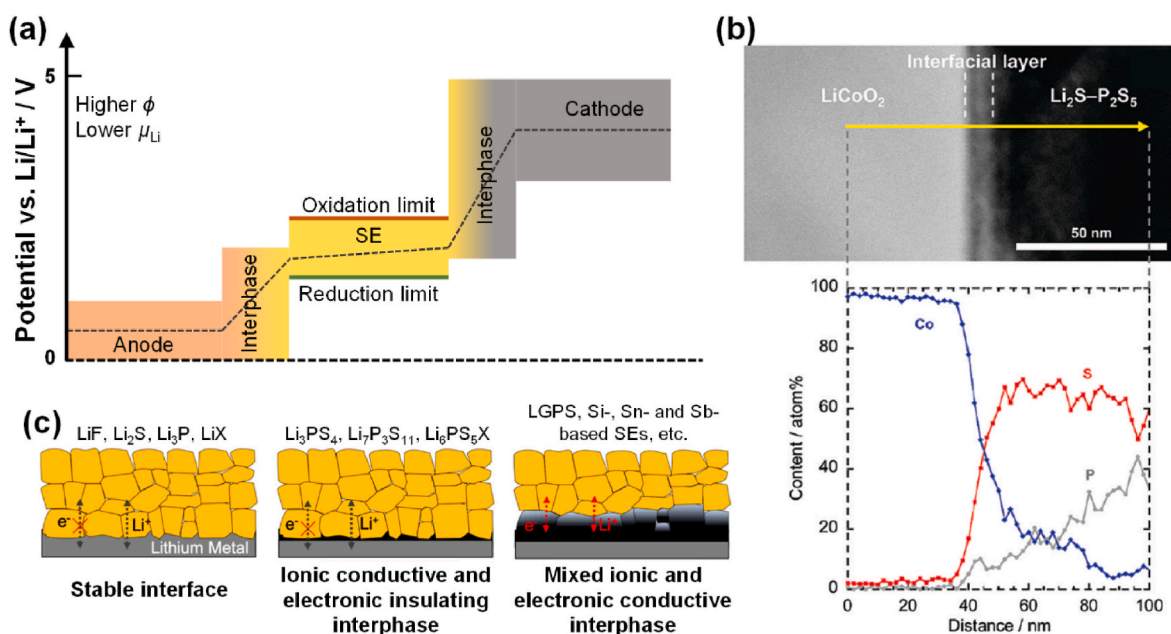 (a)
Potential vs. Li/Li⁺ / V
5
0
Higher ϕ
Lower μLi
Anode
Interphase
Oxidation limit
SE
Reduction limit
Interphase
Cathode
(b)
Interfacial layer
LiCoO₂
Li₂S–P₂S₅
50 nm
Content / atom%
100
80
60
40
20
0
Co
S
P
0 20 40 60 80 100
Distance / nm
(c)
LiF, Li₂S, Li₃P, LiX
e⁻
Li⁺
Lithium Metal
Stable interface
Li₃PS₄, Li₇P₃S₁₁, Li₆PS₅X
e⁻
Li⁺
Ionic conductive and
electronic insulating
interphase
LGPS, Si-, Sn- and Sb-
based SEs, etc.
e⁻
Li⁺
Mixed ionic and
electronic conductive
interphase